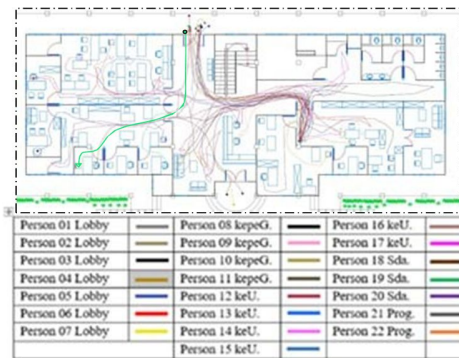 Person 01 Lobby Person 08 kepeG. Person 16 keU.
Person 02 Lobby Person 09 kepeG. Person 17 keU.
Person 03 Lobby Person 10 kepeG. Person 18 Sda.
Person 04 Lobby Person 11 kepeG. Person 19 Sda.
Person 05 Lobby Person 12 keU. Person 20 Sda.
Person 06 Lobby Person 13 keU. Person 21 Prog.
Person 07 Lobby Person 14 keU. Person 22 Prog.
Person 15 keU.